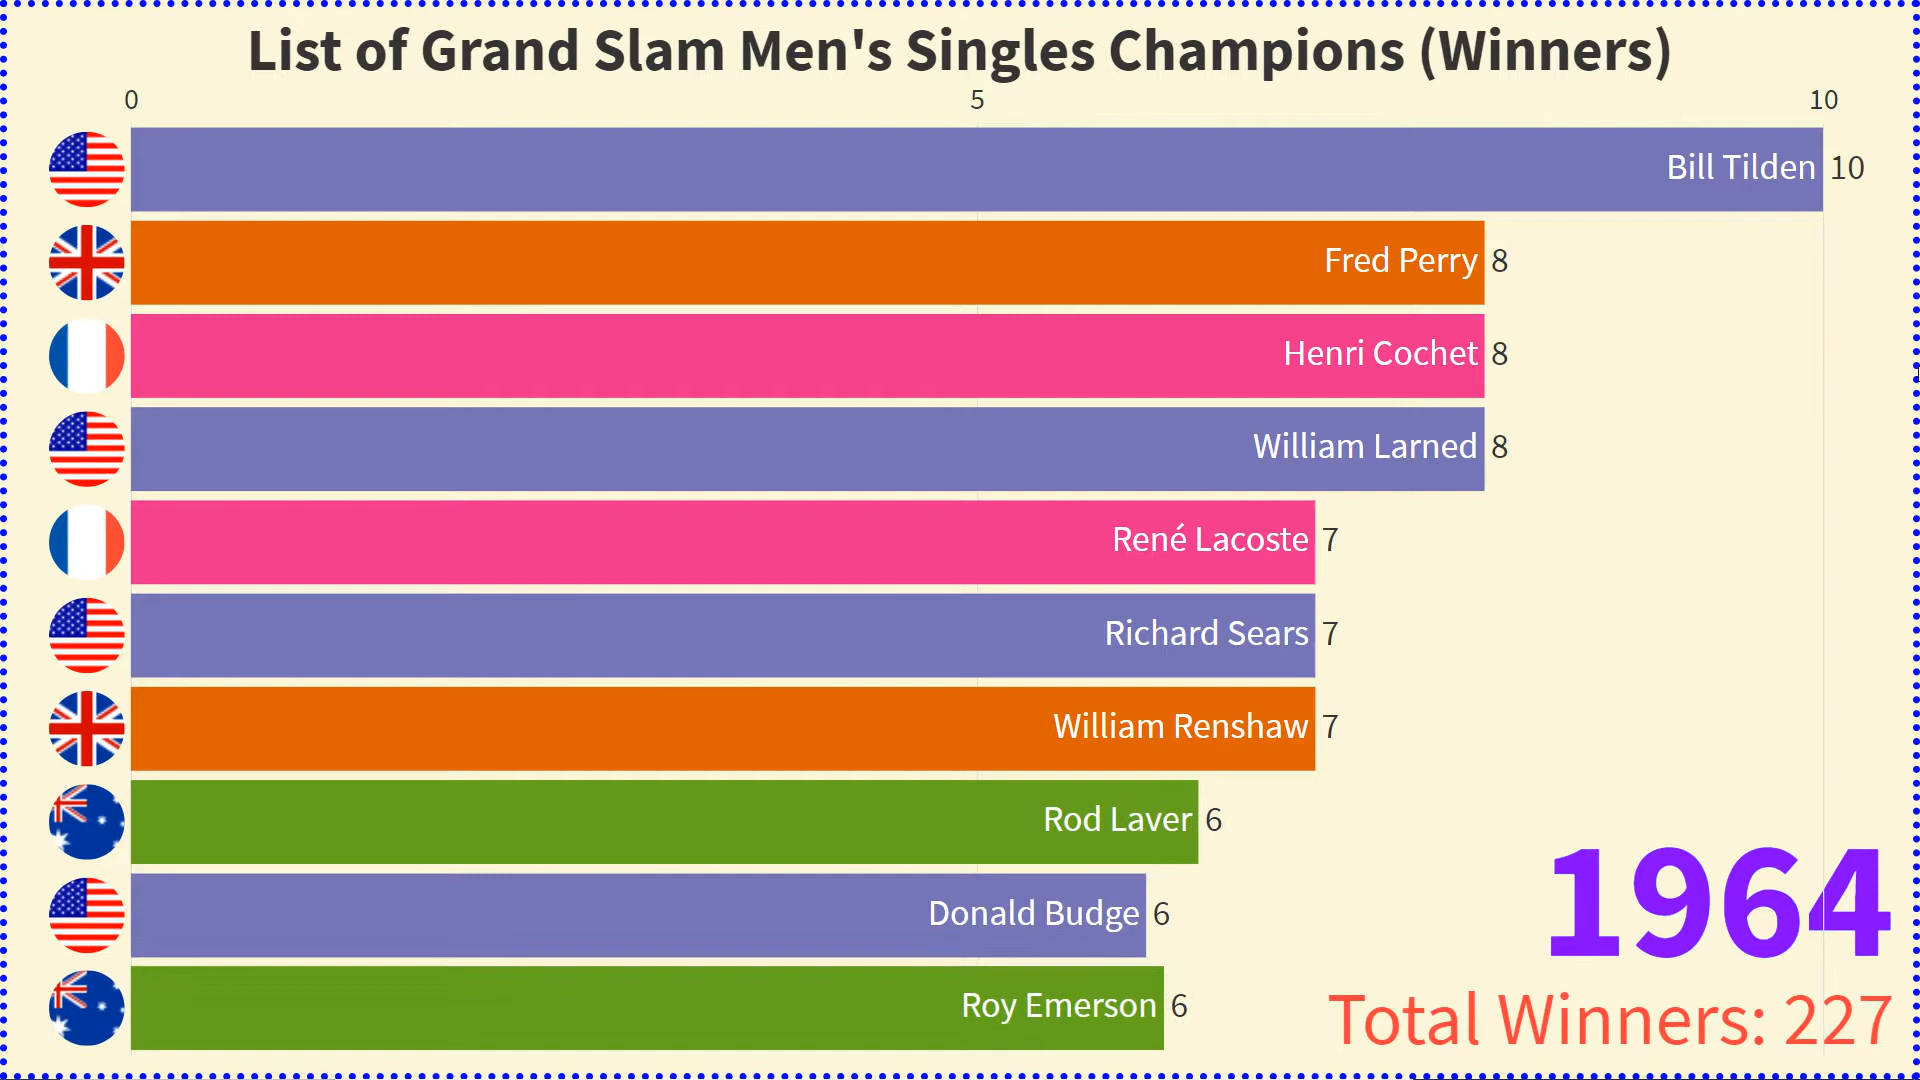 List of Grand Slam Men's Singles Champions (Winners)
0 5 10
Bill Tilden 10
Fred Perry 8
Henri Cochet 8
William Larned 8
René Lacoste 7
Richard Sears 7
William Renshaw 7
Rod Laver 6
Donald Budge 6
Roy Emerson 6
1964
Total Winners: 227